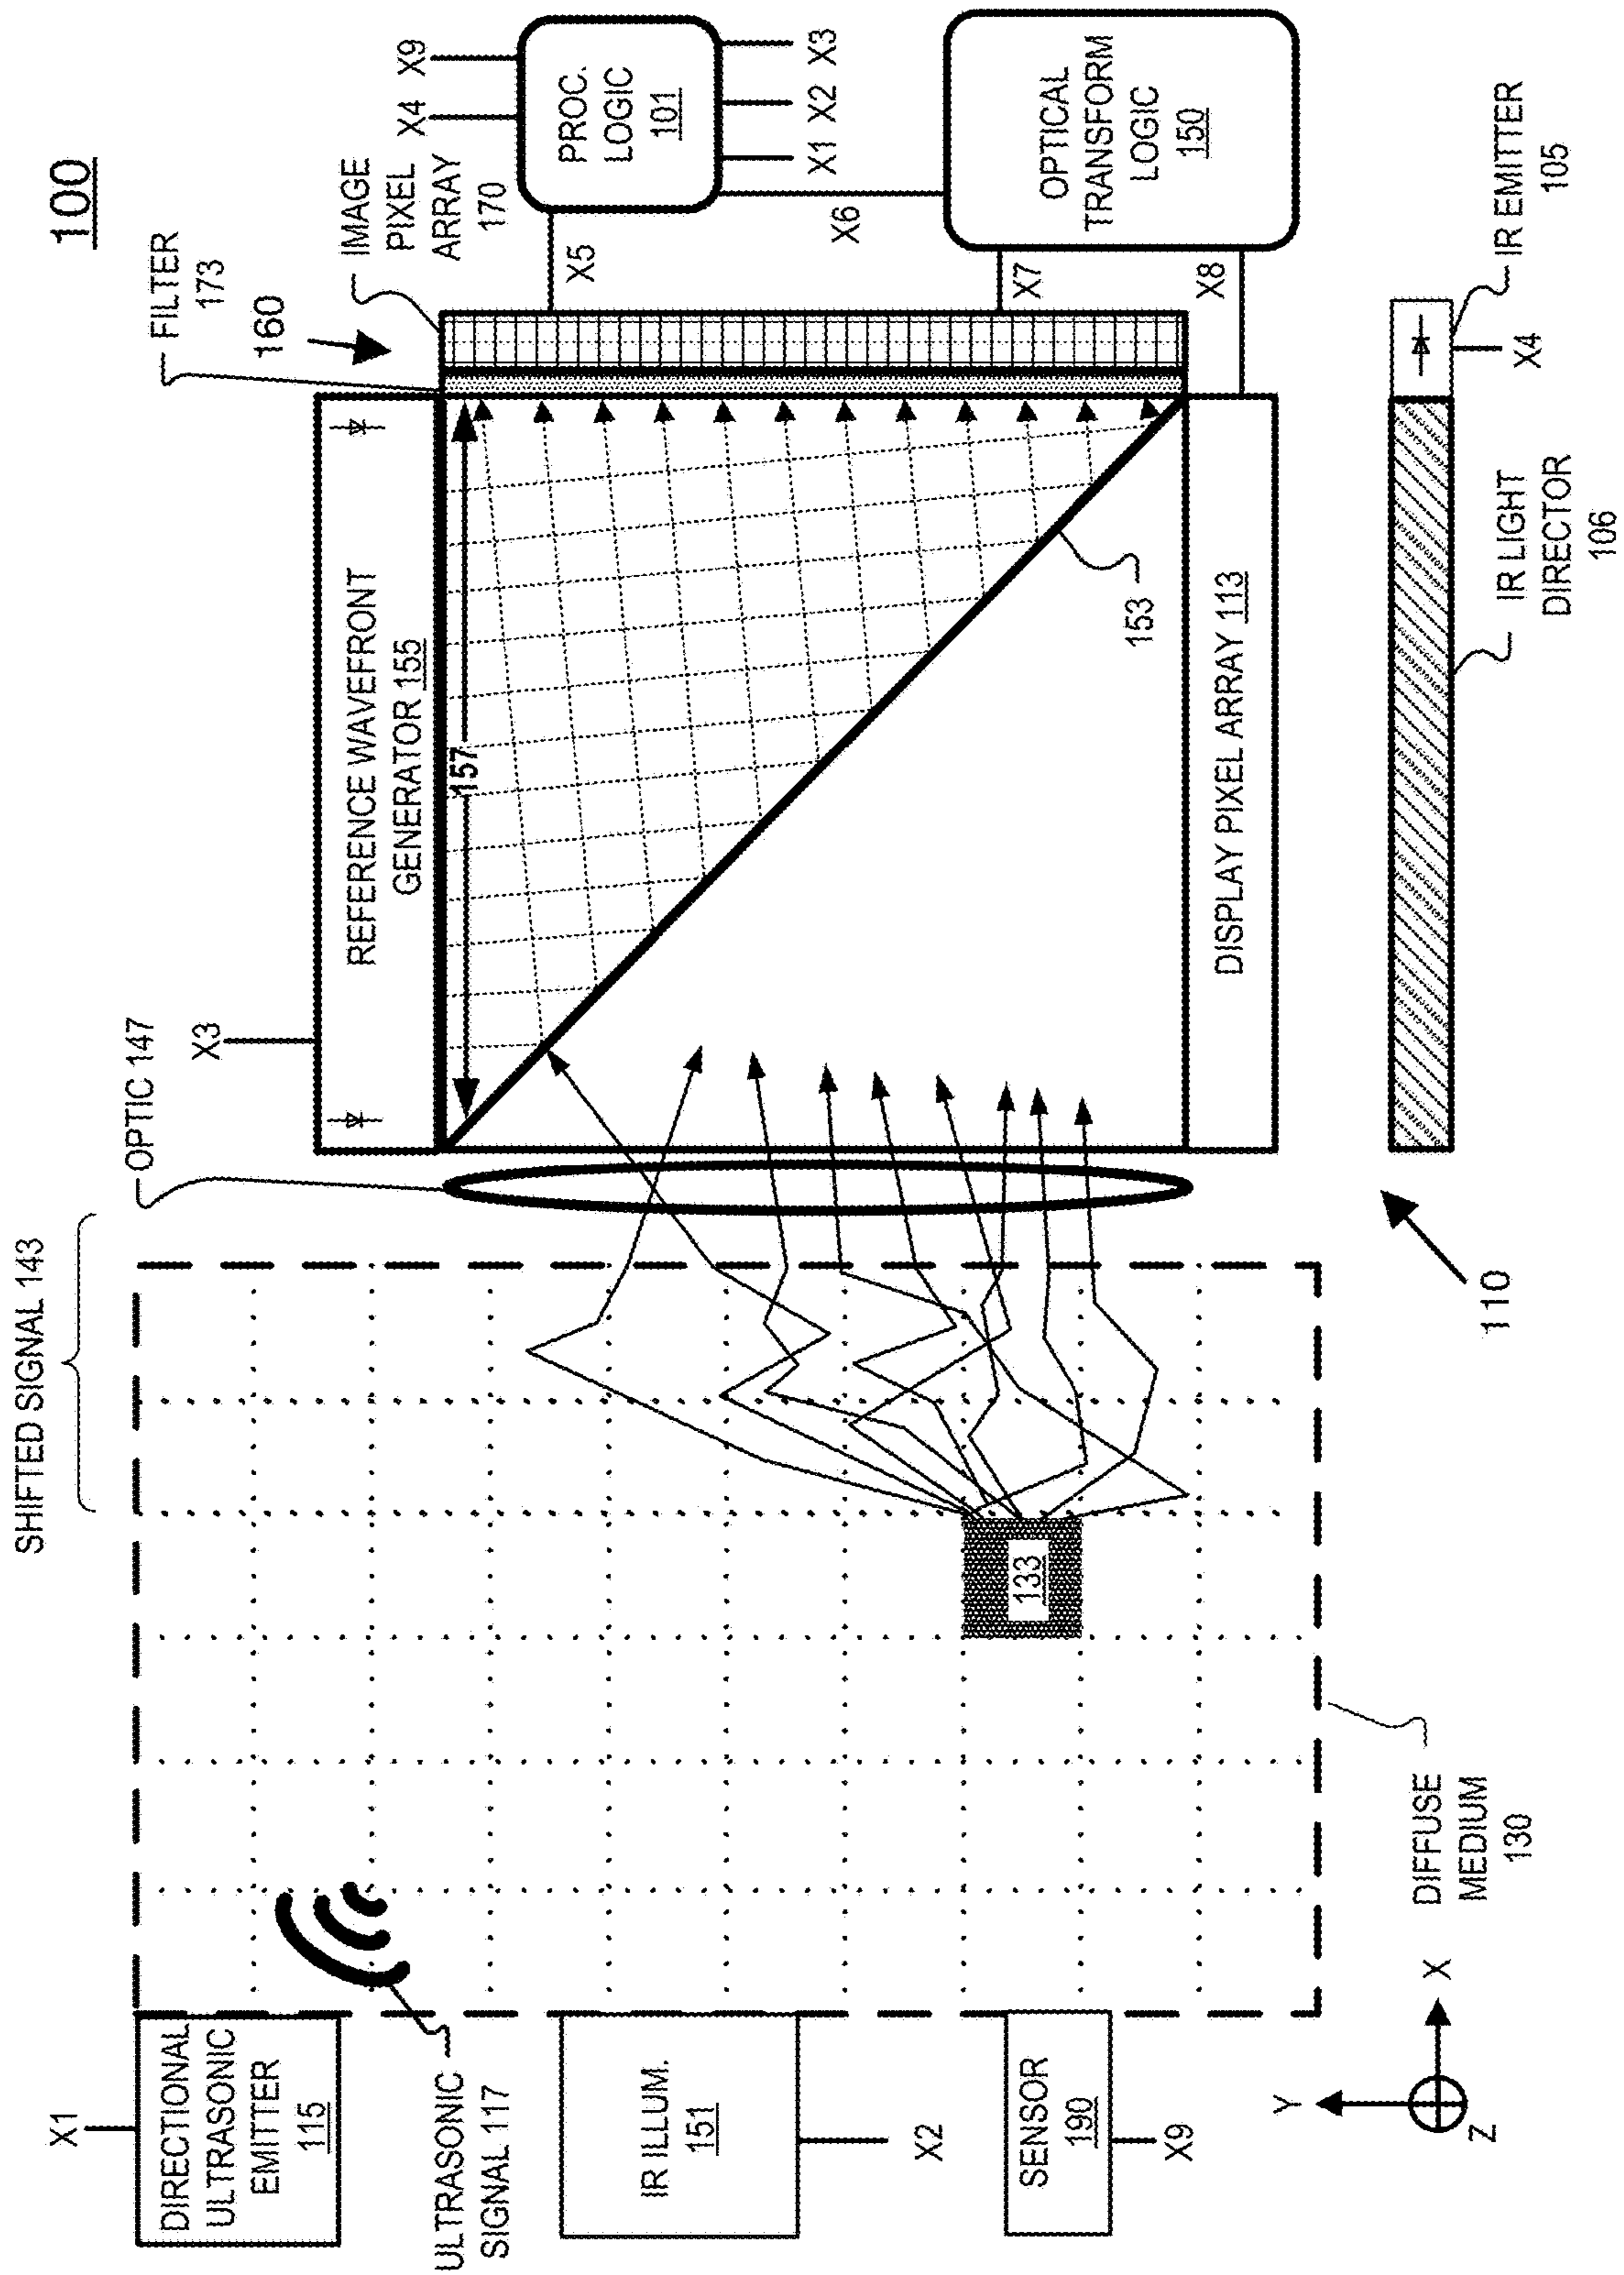 100
SHIFTED SIGNAL 143
OPTIC 147
X3
FILTER
173
160
IMAGE
PIXEL
ARRAY
170
X4
X9
PROC.
LOGIC
101
X1
X2
X3
X5
X6
OPTICAL
TRANSFORM
LOGIC
150
X7
X8
X1
DIRECTIONAL
ULTRASONIC
EMITTER
115
ULTRASONIC
SIGNAL 117
IR ILLUM.
151
X2
SENSOR
190
X9
133
REFERENCE WAVEFRONT
GENERATOR 155
157
153
DISPLAY PIXEL ARRAY 113
Y
X
Z
DIFFUSE
MEDIUM
130
110
IR LIGHT
DIRECTOR
106
X4
IR EMITTER
105